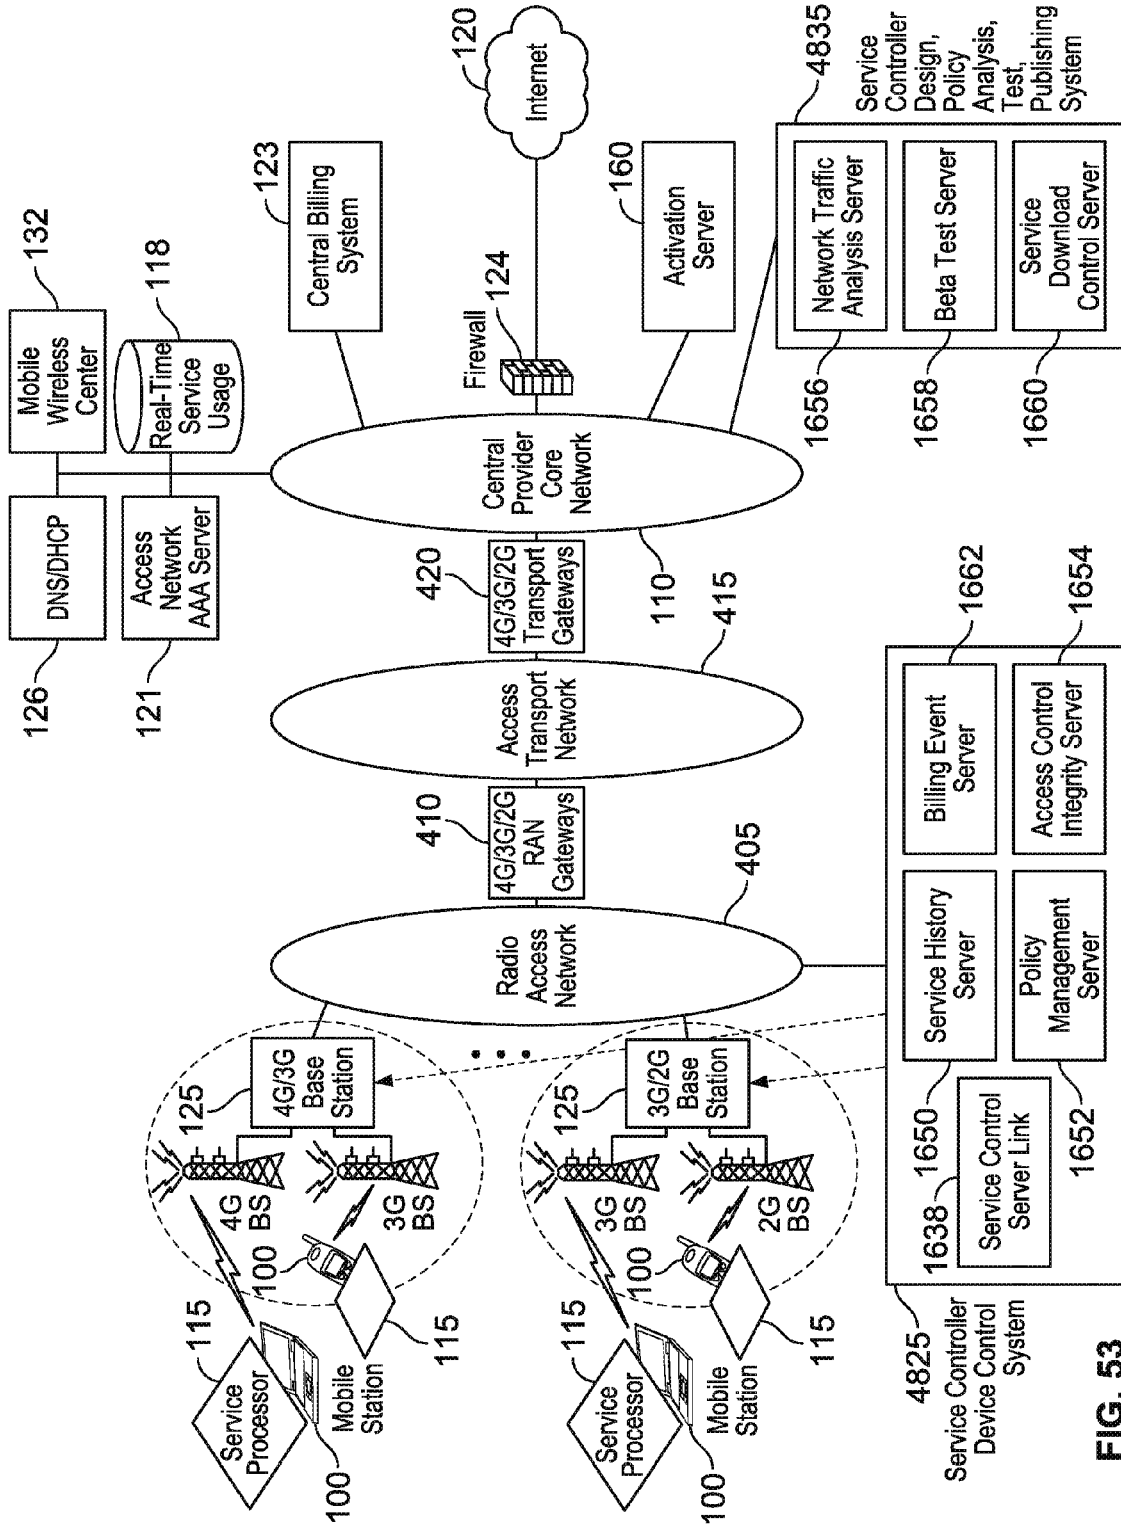 126
DNS/DHCP
Mobile
Wireless
Center
132
121
Access
Network
AAA Server
Real-Time
Service
Usage
118
Central Billing
System
123
Firewall
124
Internet
120
Activation
Server
160
Service Processor
115
100
Mobile
Station
100
115
4G
BS
3G
BS
125
4G/3G
Base
Station
Service
Processor
115
100
Mobile
Station
100
115
3G
BS
2G
BS
125
3G/2G
Base
Station
Radio
Access
Network
405
410
4G/3G/2G
RAN
Gateways
Access
Transport
Network
415
420
4G/3G/2G
Transport
Gateways
Central
Provider
Core
Network
110
4825
Service Controller
Device Control
System
1638
Service Control
Server Link
1650
Service History
Server
1652
Policy
Management
Server
Billing Event
Server
1662
Access Control
Integrity Server
1654
1656
Network Traffic
Analysis Server
1658
Beta Test Server
1660
Service
Download
Control Server
4835
Service
Controller
Design,
Policy
Analysis,
Test,
Publishing
System
FIG. 53